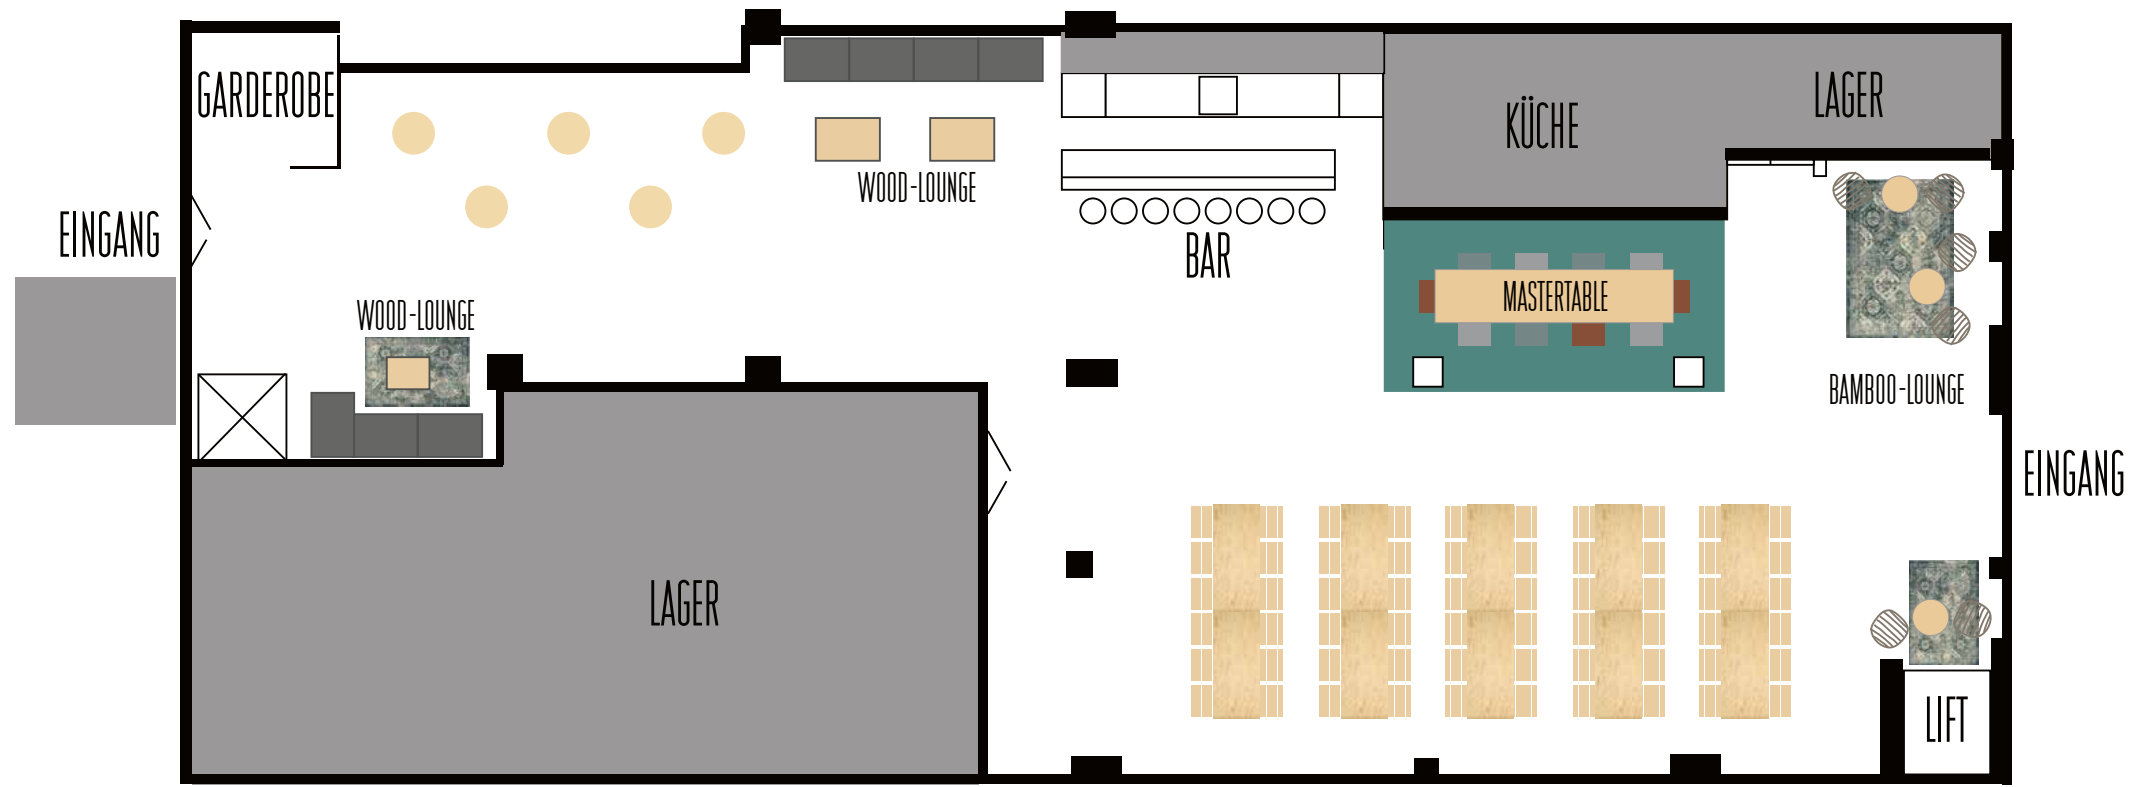 GARDEROBE
LAGER
KÜCHE
WOOD-LOUNGE
EINGANG
BAR
MASTERTABLE
WOOD-LOUNGE
BAMBOO-LOUNGE
EINGANG
LAGER
LIFT